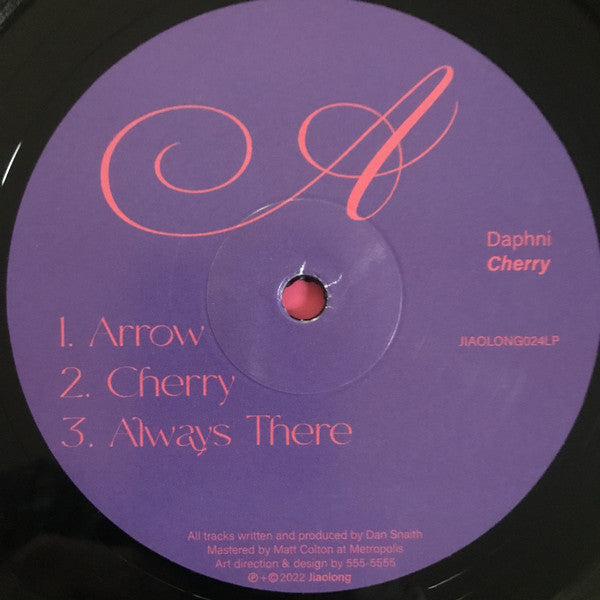 A
Daphni
Cherry
1. Arrow
JIAOLONG024LP
2. Cherry
3. Always There
All tracks written and produced by Dan Snaith
Mastered by Matt Colton at Metropolis
Art direction & design by 555-5555
℗+©2022 Jiaolong